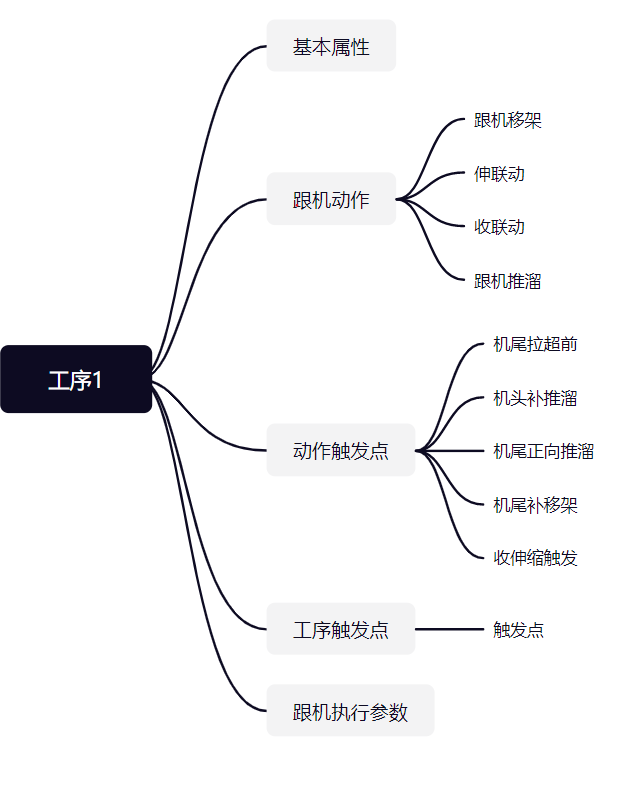 工序1
基本属性
跟机动作
跟机移架
伸联动
收联动
跟机推溜
动作触发点
机尾拉超前
机头补推溜
机尾正向推溜
机尾补移架
收伸缩触发
工序触发点
触发点
跟机执行参数